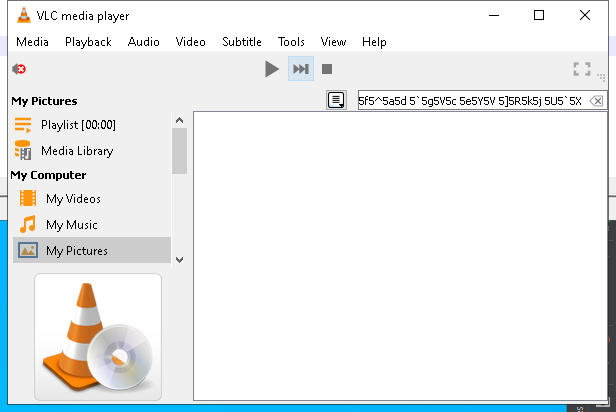 VLC media player
Media Playback Audio Video Subtitle Tools View Help
My Pictures
5f5^5a5d 5`5g5V5c 5e5Y5V 5]5R5k5j 5U5`5X
Playlist [00:00]
Media Library
My Computer
My Videos
My Music
My Pictures